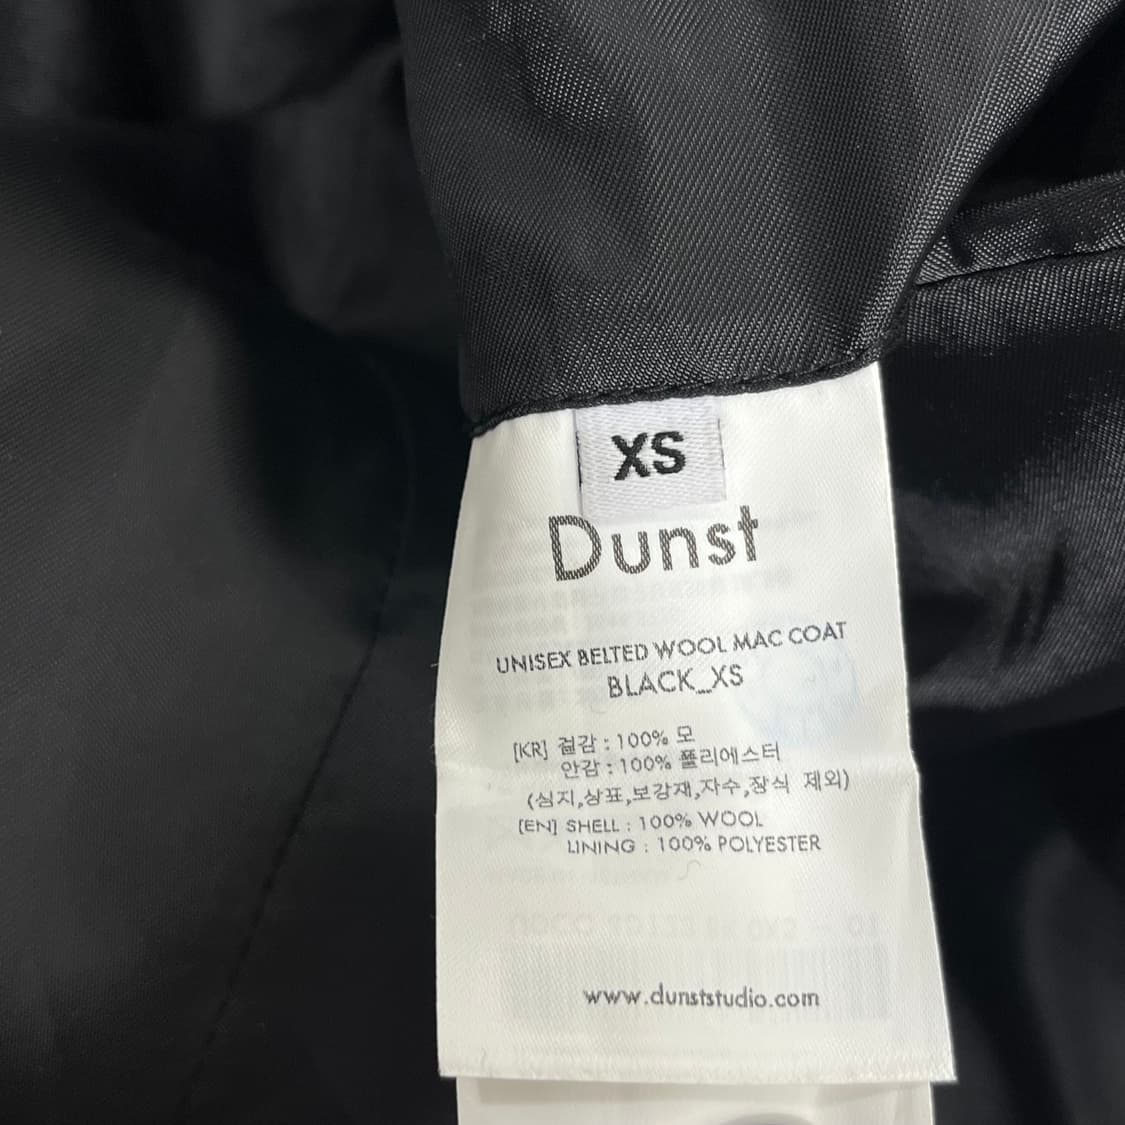 XS
Dunst
UNISEX BELTED WOOL MAC COAT
BLACK_XS
[KR] 겉감 : 100% 모
안감 : 100% 폴리에스터
(심지,상표,보강재,자수,장식 제외)
[EN] SHELL : 100% WOOL
LINING : 100% POLYESTER
www.dunststudio.com